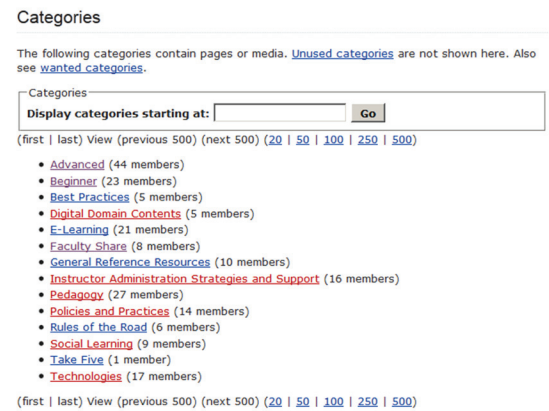 Categories
The following categories contain pages or media. Unused categories are not shown here. Also
see wanted categories.
Categories
Display categories starting at: Go
(first | last) View (previous 500) (next 500) (20 | 50 | 100 | 250 | 500)
Advanced (44 members)
Beginner (23 members)
Best Practices (5 members)
Digital Domain Contents (5 members)
E-Learning (21 members)
Faculty Share (8 members)
General Reference Resources (10 members)
Instructor Administration Strategies and Support (16 members)
Pedagogy (27 members)
Policies and Practices (14 members)
Rules of the Road (6 members)
Social Learning (9 members)
Take Five (1 member)
Technologies (17 members)
(first | last) View (previous 500) (next 500) (20 | 50 | 100 | 250 | 500)